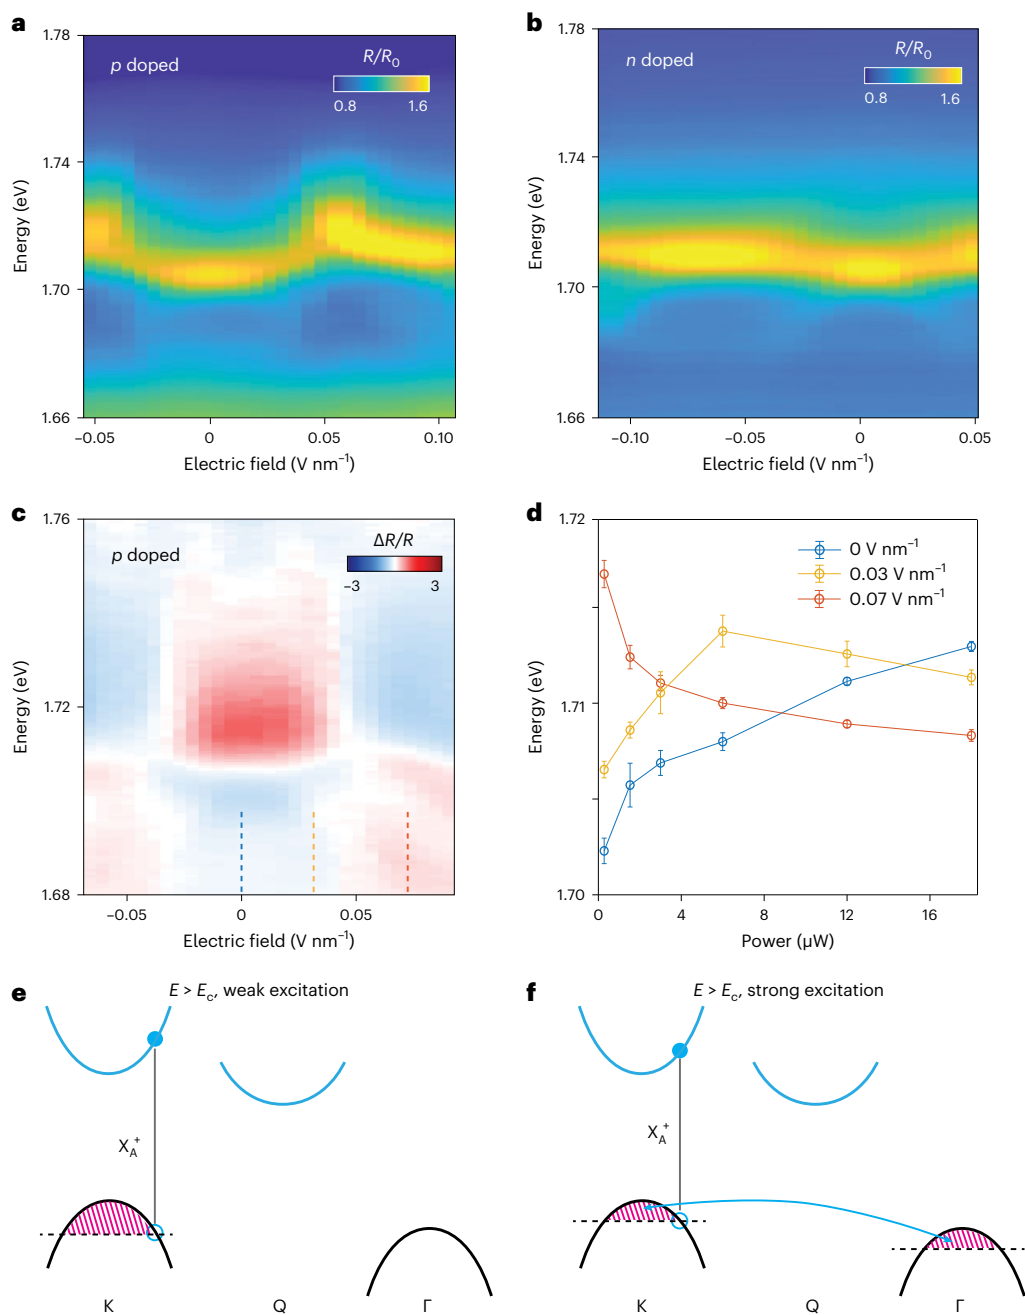 a
1.78
p doped
R/R0
0.8
1.6
1.74
Energy (eV)
1.70
1.66
−0.05
0
0.05
0.10
Electric field (V nm−1)
b
1.78
n doped
R/R0
0.8
1.6
1.74
Energy (eV)
1.70
1.66
−0.10
−0.05
0
0.05
Electric field (V nm−1)
c
1.76
p doped
ΔR/R
−3
3
Energy (eV)
1.72
1.68
−0.05
0
0.05
Electric field (V nm−1)
d
1.72
0 V nm−1
0.03 V nm−1
0.07 V nm−1
Energy (eV)
1.71
1.70
0
4
8
12
16
Power (μW)
e
E > Ec, weak excitation
XA+
K
Q
Γ
f
E > Ec, strong excitation
XA+
K
Q
Γ